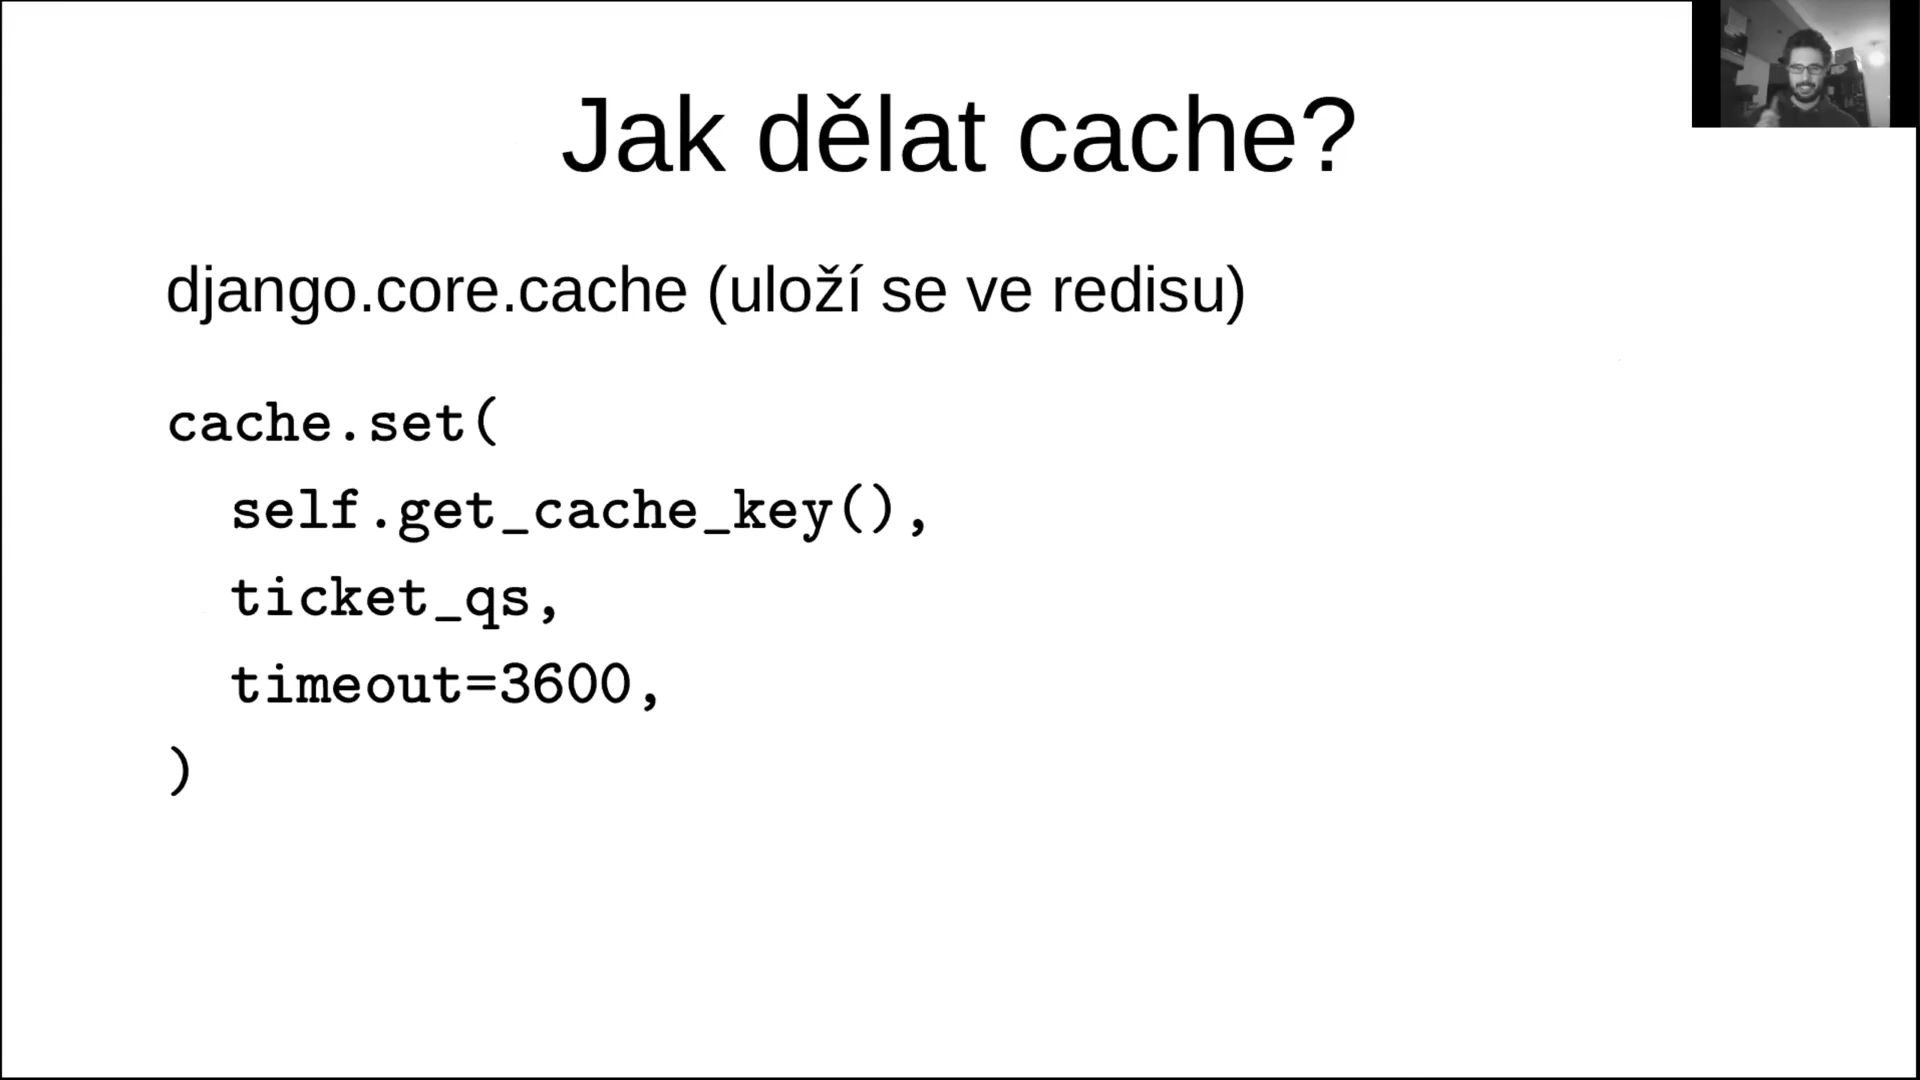 Jak dělat cache?
django.core.cache (uloží se ve redisu)
cache.set(
  self.get_cache_key(),
  ticket_qs,
  timeout=3600,
)